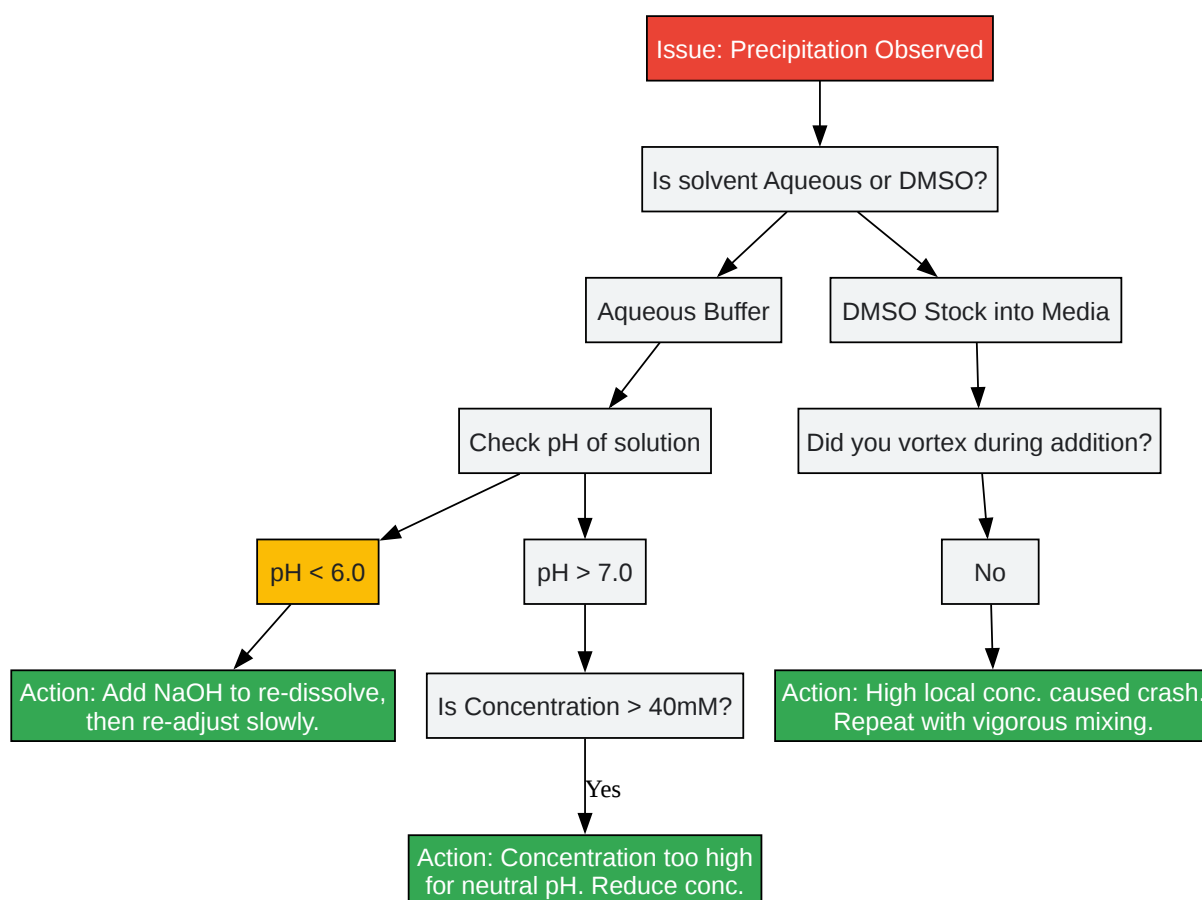 Issue: Precipitation Observed
Is solvent Aqueous or DMSO?
Aqueous Buffer
DMSO Stock into Media
Check pH of solution
Did you vortex during addition?
pH < 6.0
pH > 7.0
No
Action: Add NaOH to re-dissolve,
then re-adjust slowly.
Is Concentration > 40mM?
Action: High local conc. caused crash.
Repeat with vigorous mixing.
Yes
Action: Concentration too high
for neutral pH. Reduce conc.